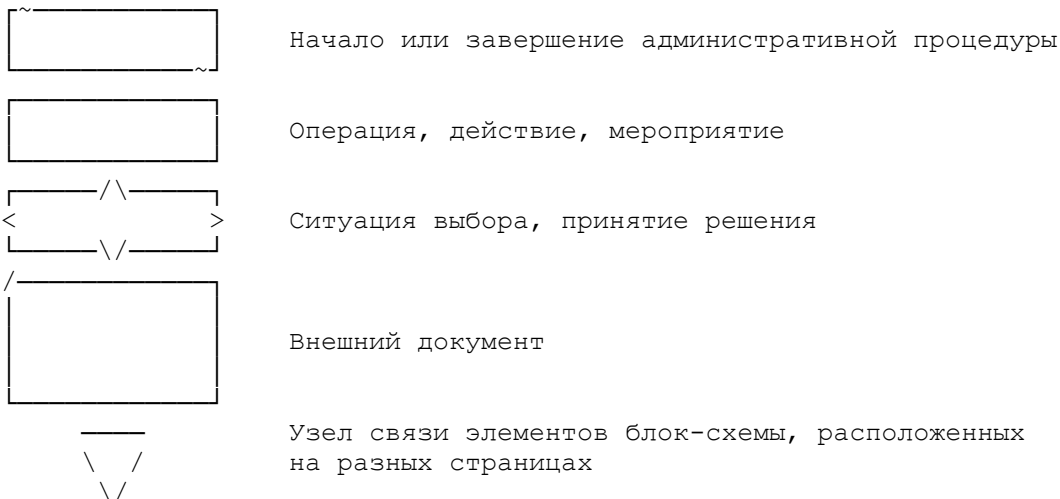 Начало или завершение административной процедуры
Операция, действие, мероприятие
Ситуация выбора, принятие решения
Внешний документ
Узел связи элементов блок-схемы, расположенных
на разных страницах